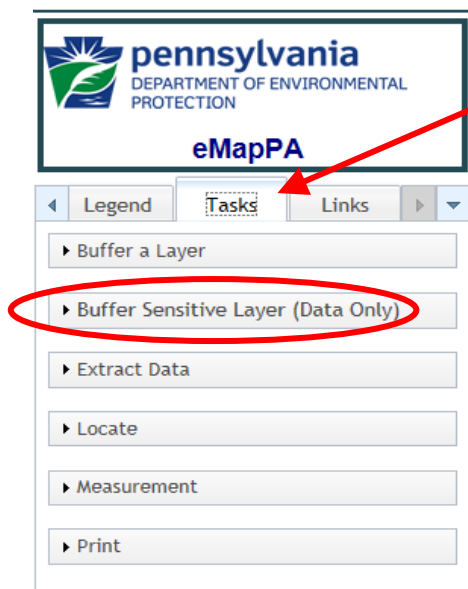 pennsylvania
DEPARTMENT OF ENVIRONMENTAL
PROTECTION
eMapPA
Legend Tasks Links
Buffer a Layer
Buffer Sensitive Layer (Data Only)
Extract Data
Locate
Measurement
Print